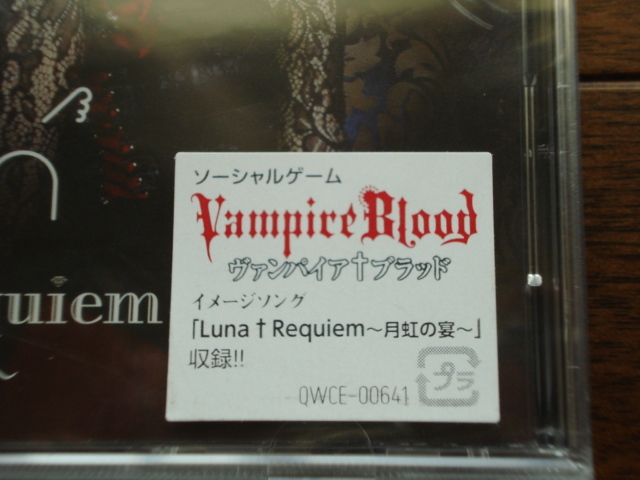 ソーシャルゲーム
Vampire Blood
ヴァンパイア†ブラッド
イメージソング
「Luna†Requiem～月虹の宴～」
収録!!
プラ
QWCE-00641
quiem